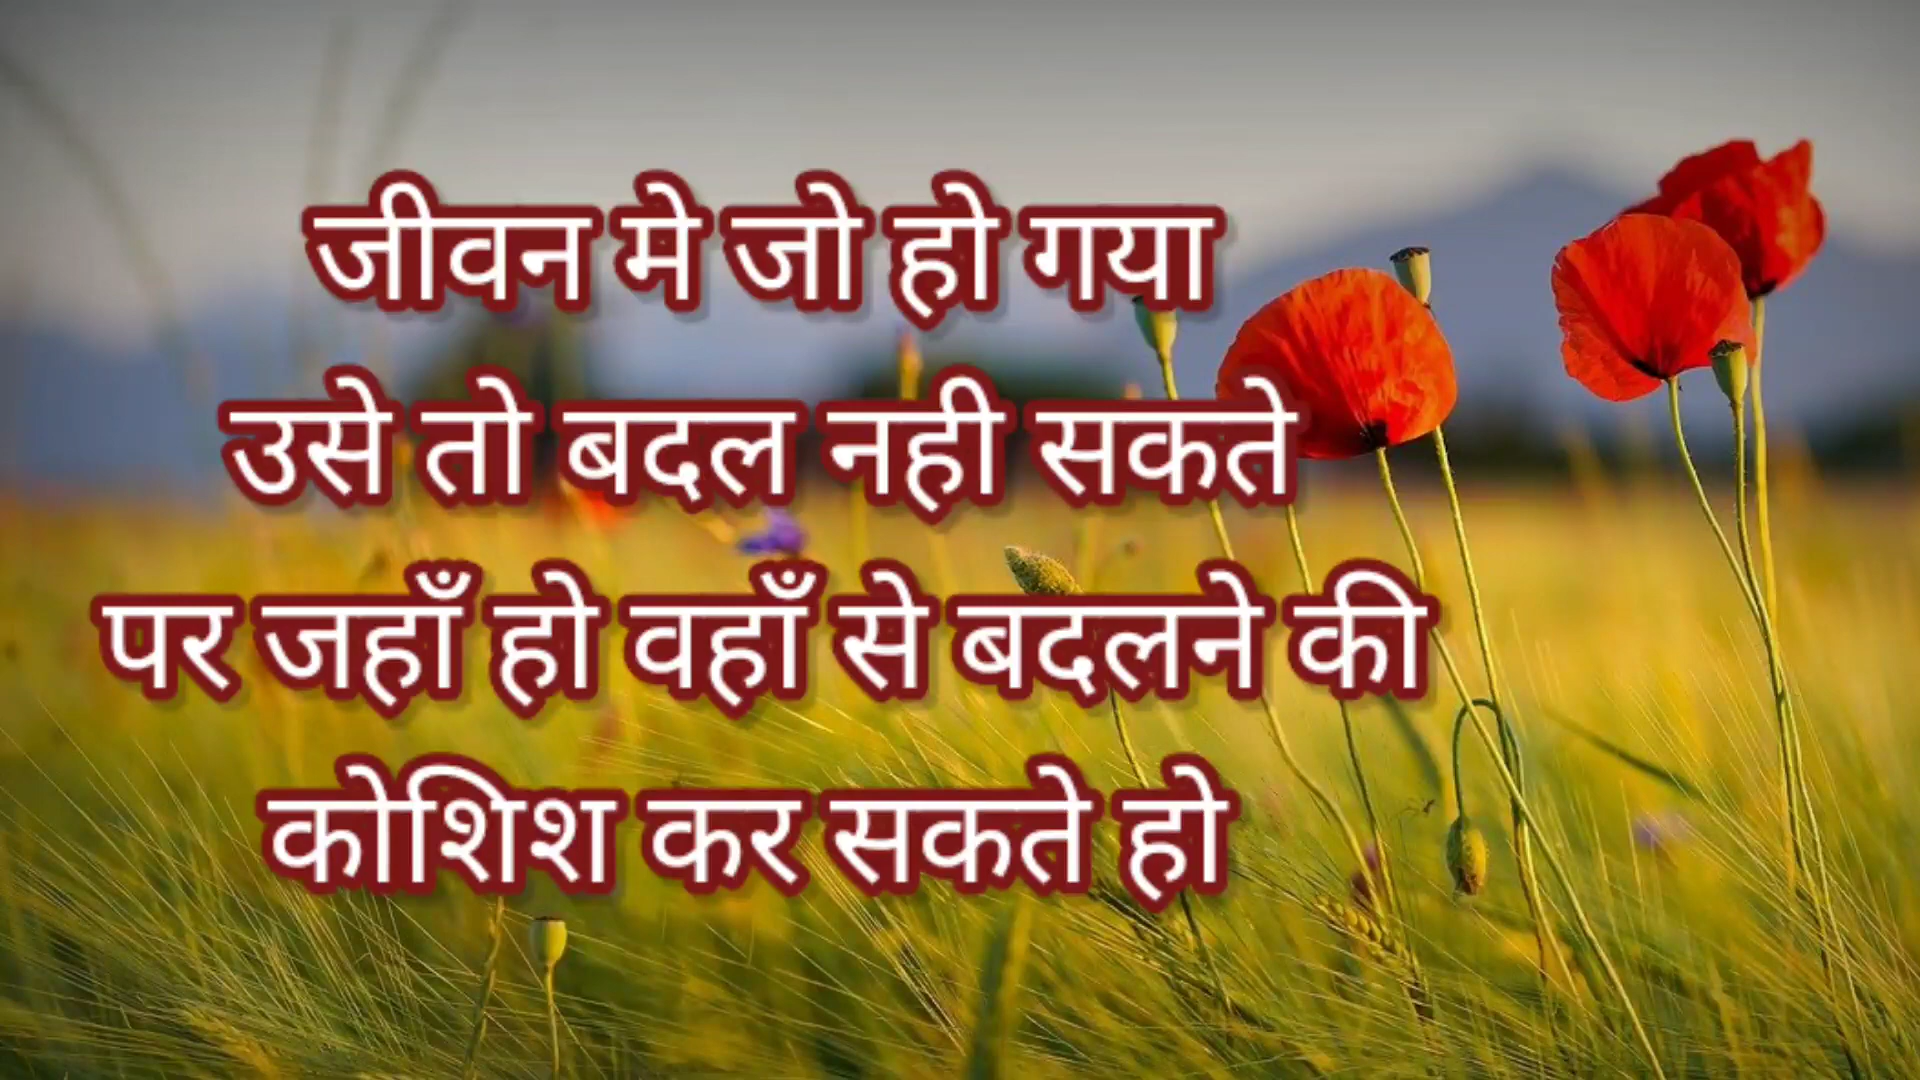 जीवन मे जो हो गया
उसे तो बदल नही सकते
पर जहाँ हो वहाँ से बदलने की
कोशिश कर सकते हो